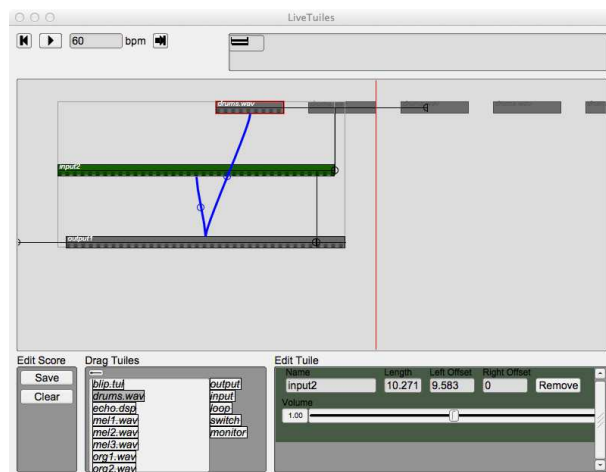 LiveTuiles
60 bpm
drums.wav
input2
output1
Edit Score
Save
Clear
Drag Tuiles
blip.tui
drums.wav
echo.dsp
mel1.wav
mel2.wav
mel3.wav
org1.wav
org2.wav
output
input
loop
switch
monitor
Edit Tuile
Name Length Left Offset Right Offset
input2 10.271 9.583 0 Remove
Volume
1.00